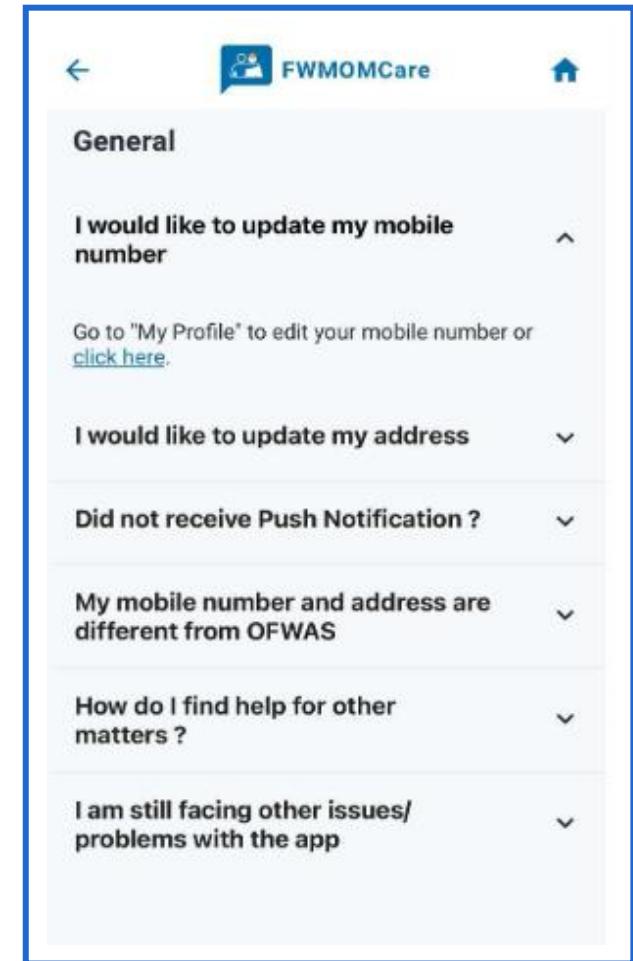 FWMOMCare
General
I would like to update my mobile
number
Go to "My Profile" to edit your mobile number or
click here.
I would like to update my address
Did not receive Push Notification ?
My mobile number and address are
different from OFWAS
How do I find help for other
matters ?
I am still facing other issues/
problems with the app